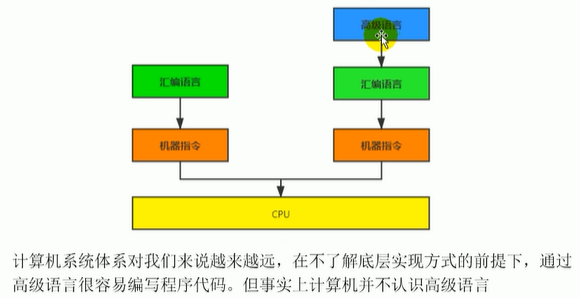 高级语言
汇编语言
汇编语言
机器指令
机器指令
CPU
计算机系统体系对我们来说越来越远，在不了解底层实现方式的前提下，通过
高级语言很容易编写程序代码。但事实上计算机并不认识高级语言